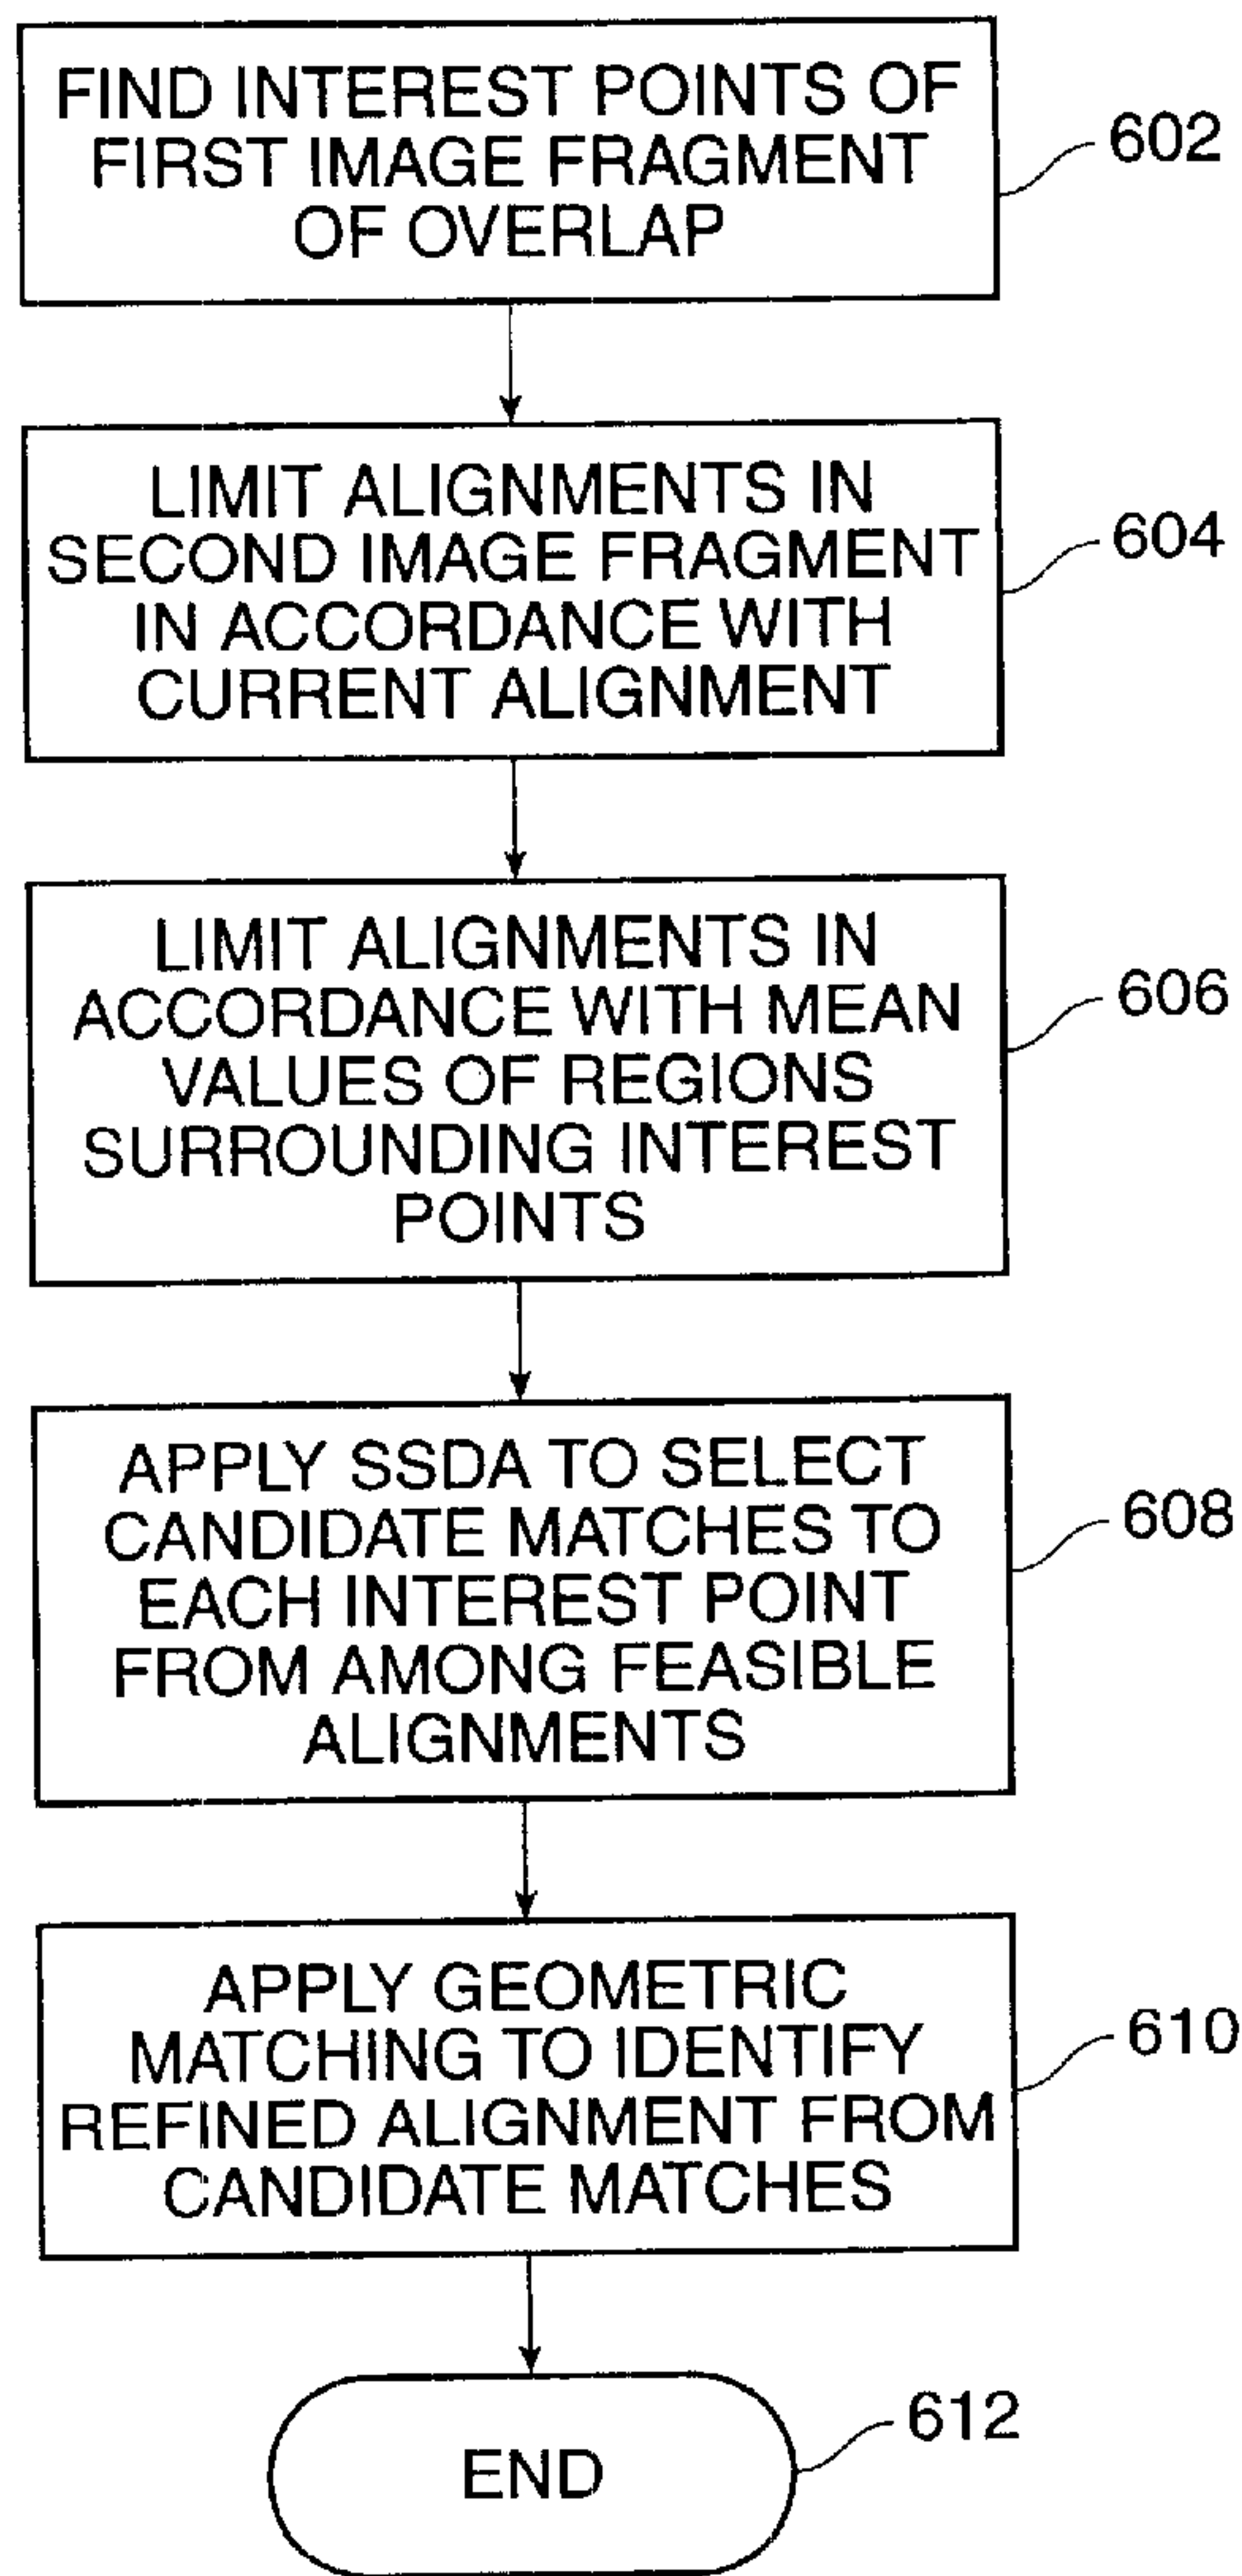 FIND INTEREST POINTS OF
FIRST IMAGE FRAGMENT
OF OVERLAP
602
LIMIT ALIGNMENTS IN
SECOND IMAGE FRAGMENT
IN ACCORDANCE WITH
CURRENT ALIGNMENT
604
LIMIT ALIGNMENTS IN
ACCORDANCE WITH MEAN
VALUES OF REGIONS
SURROUNDING INTEREST
POINTS
606
APPLY SSDA TO SELECT
CANDIDATE MATCHES TO
EACH INTEREST POINT
FROM AMONG FEASIBLE
ALIGNMENTS
608
APPLY GEOMETRIC
MATCHING TO IDENTIFY
REFINED ALIGNMENT FROM
CANDIDATE MATCHES
610
END
612